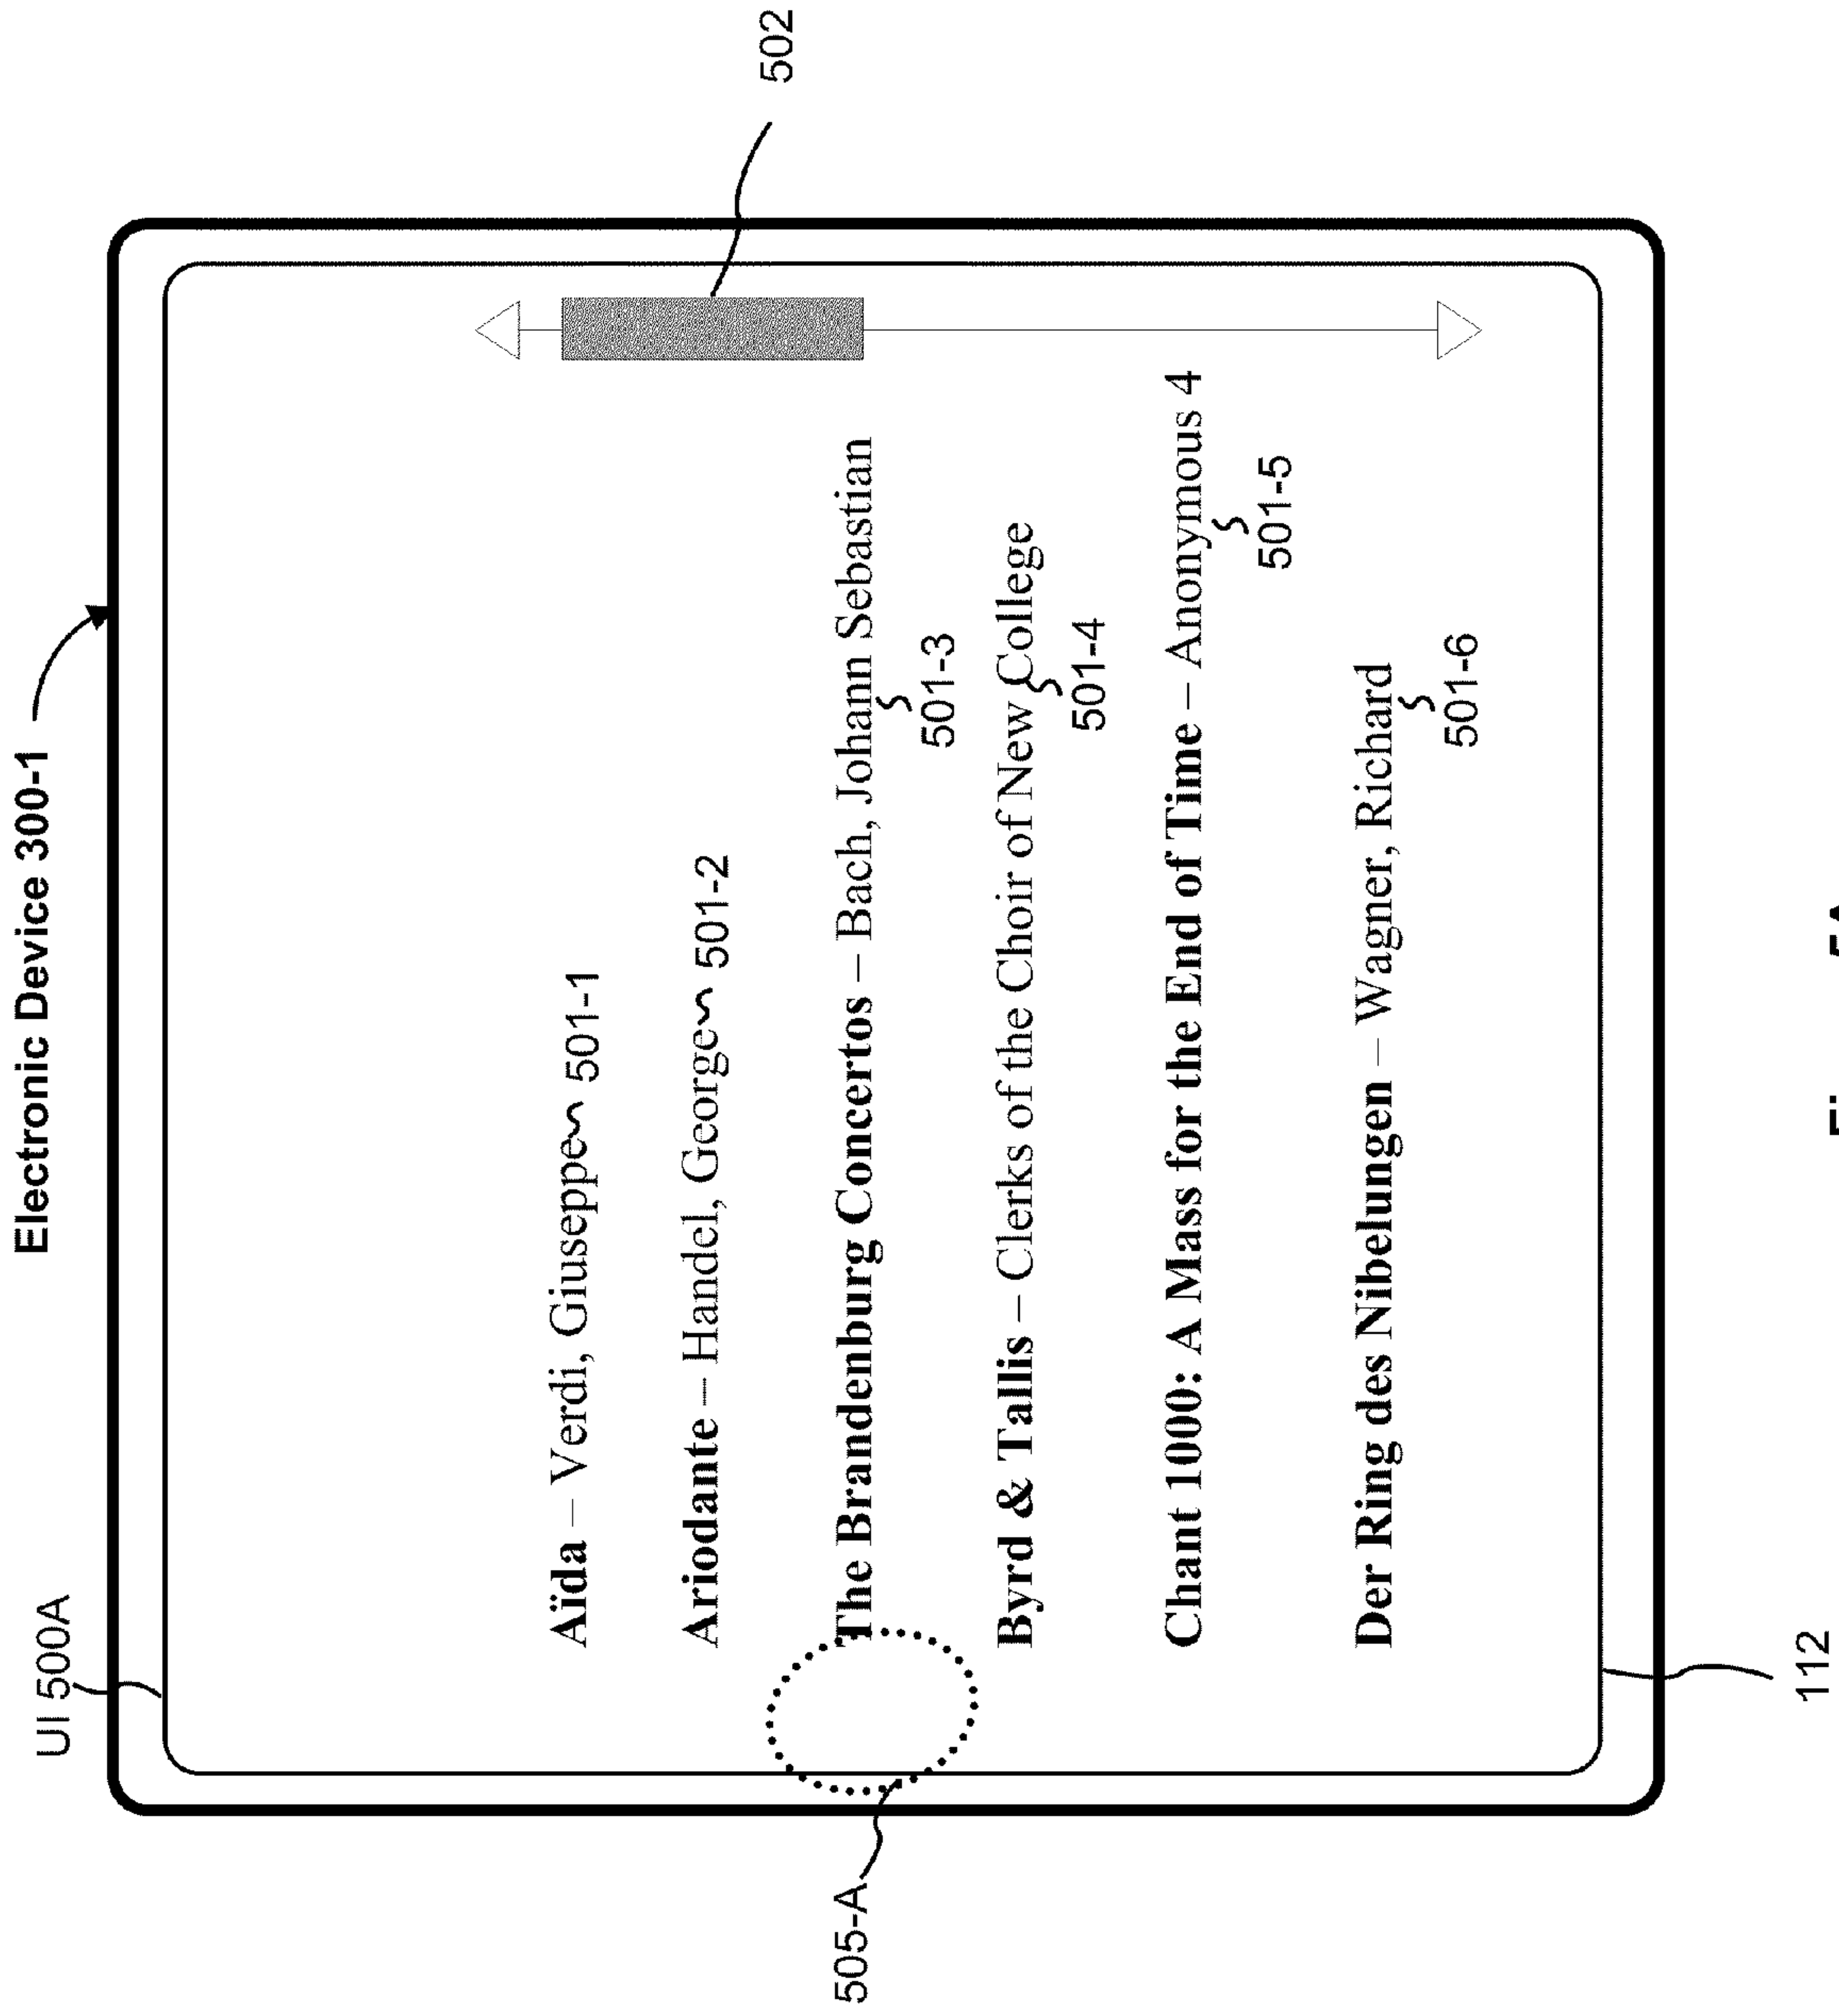 Electronic Device 300-1
UI 500A
502
Aïda – Verdi, Giuseppe 501-1
Ariodante – Handel, George 501-2
The Brandenburg Concertos – Bach, Johann Sebastian
501-3
505-A
Byrd & Tallis – Clerks of the Choir of New College
501-4
Chant 1000: A Mass for the End of Time – Anonymous 4
501-5
Der Ring des Nibelungen – Wagner, Richard
501-6
112